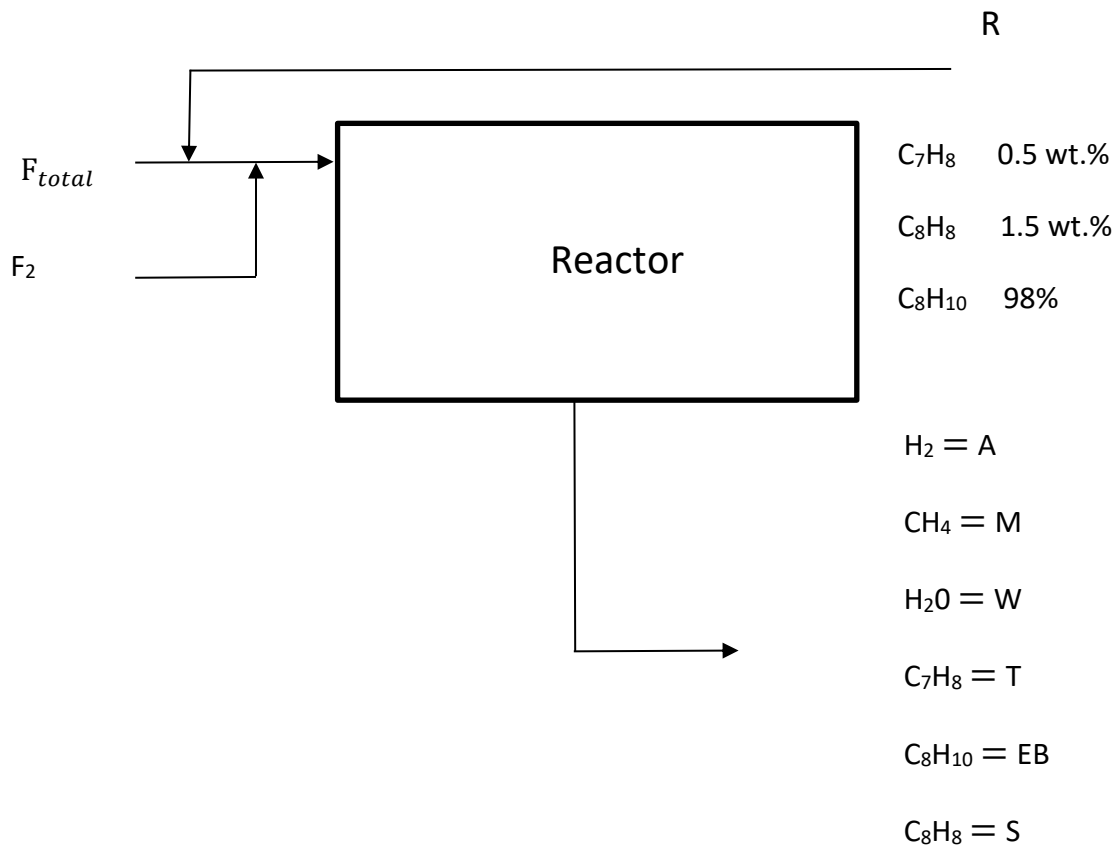 R
F_total
F₂
Reactor
C₇H₈ 0.5 wt.%
C₈H₈ 1.5 wt.%
C₈H₁₀ 98%
H₂ = A
CH₄ = M
H₂0 = W
C₇H₈ = T
C₈H₁₀ = EB
C₈H₈ = S